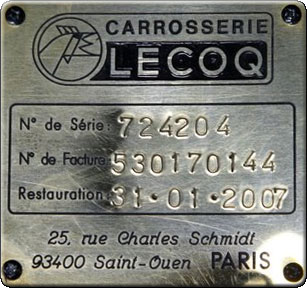 CARROSSERIE
LECOQ
N° de Série: 724204
N° de Facture: 530170144
Restauration: 31·01·2007
25, rue Charles Schmidt
93400 Saint-Ouen PARIS